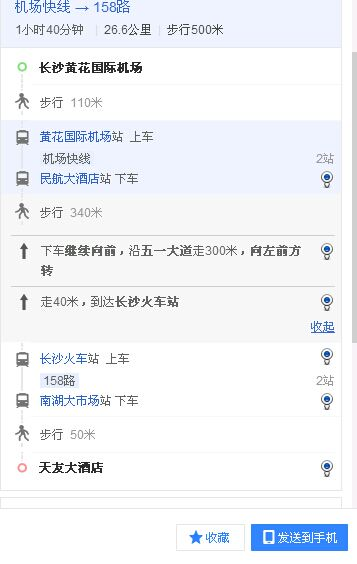 机场快线 → 158路
1小时40分钟 | 26.6公里 | 步行500米
长沙黄花国际机场
步行 110米
黄花国际机场站 上车
机场快线 2站
民航大酒店站 下车
步行 340米
下车继续向前，沿五一大道走300米，向左前方
转
走40米，到达长沙火车站
收起
长沙火车站 上车
158路 2站
南湖大市场站 下车
步行 50米
天友大酒店
收藏 发送到手机